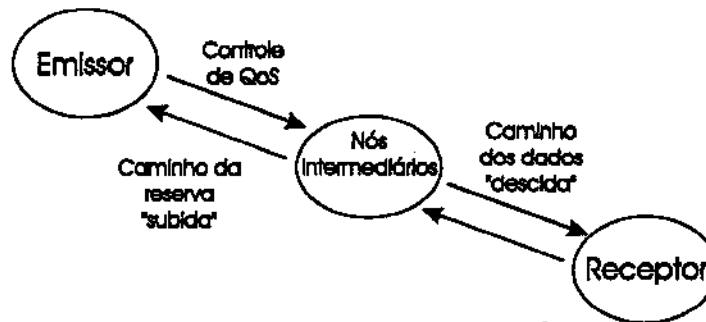 Emissor
Controle
de QoS
Nós
Intermediários
Caminho da
reserva
"subida"
Caminho
dos dados
"descida"
Receptor